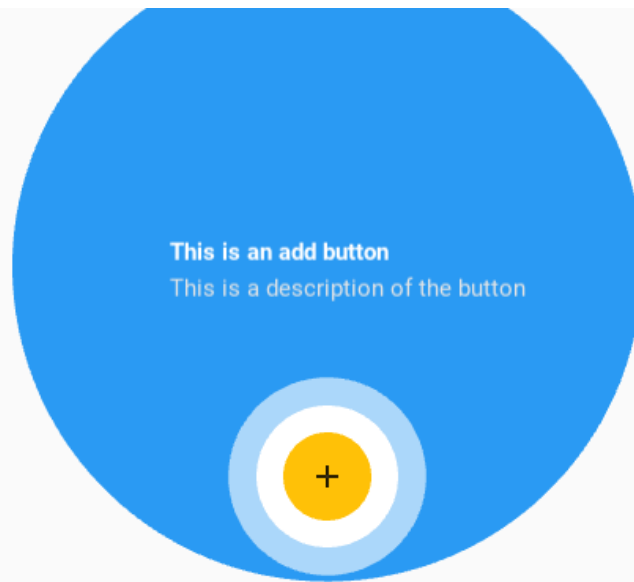 This is an add button
This is a description of the button
+